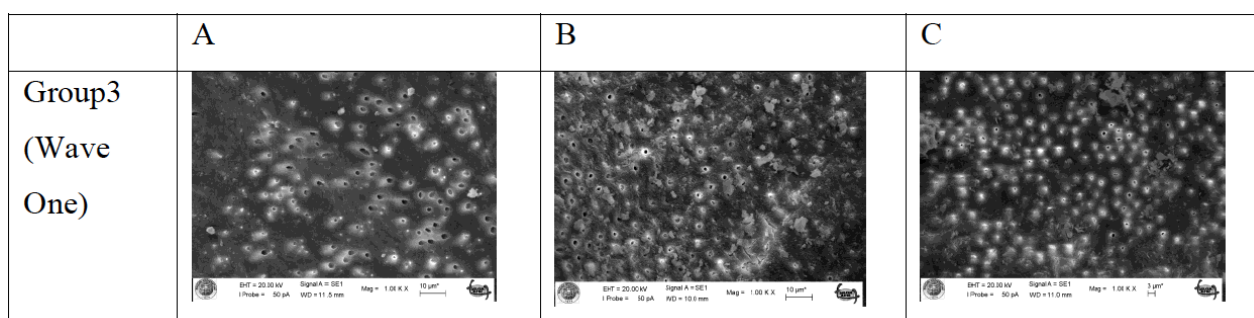 A
B
C
Group3
(Wave
One)
EHT = 20.00 kV Signal A = SE1 Mag = 1.00 K X 10 µm*
I Probe = 50 pA WD = 11.5 mm
EHT = 20.00 kV Signal A = SE1 Mag = 1.00 K X 10 µm*
I Probe = 50 pA WD = 10.0 mm
EHT = 20.00 kV Signal A = SE1 Mag = 1.00 K X 3 µm*
I Probe = 50 pA WD = 11.0 mm